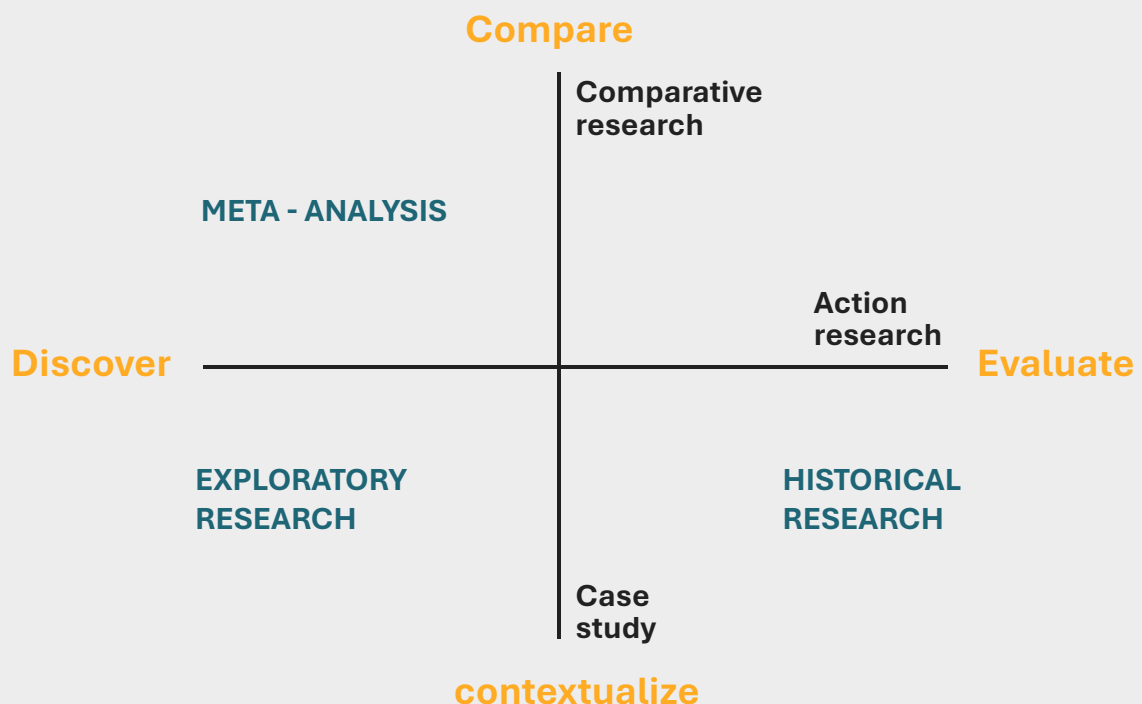 Compare
Comparative
research
META - ANALYSIS
Action
research
Discover
Evaluate
EXPLORATORY
RESEARCH
HISTORICAL
RESEARCH
Case
study
contextualize